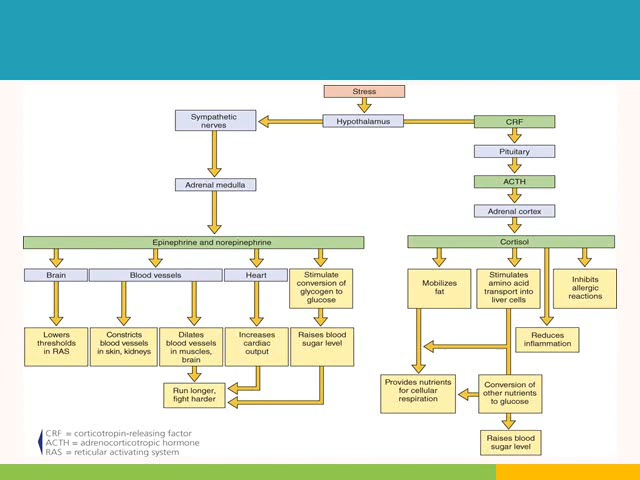 Stress
Sympathetic
nerves
Hypothalamus
CRF
Pituitary
Adrenal medulla
ACTH
Adrenal cortex
Epinephrine and norepinephrine
Cortisol
Brain
Blood vessels
Heart
Stimulate
conversion of
glycogen to
glucose
Mobilizes
fat
Stimulates
amino acid
transport into
liver cells
Inhibits
allergic
reactions
Lowers
thresholds
in RAS
Constricts
blood vessels
in skin, kidneys
Dilates
blood vessels
in muscles,
brain
Increases
cardiac
output
Raises blood
sugar level
Reduces
inflammation
Run longer,
fight harder
Provides nutrients
for cellular
respiration
Conversion of
other nutrients
to glucose
Raises blood
sugar level
CRF = corticotropin-releasing factor
ACTH = adrenocorticotropic hormone
RAS = reticular activating system